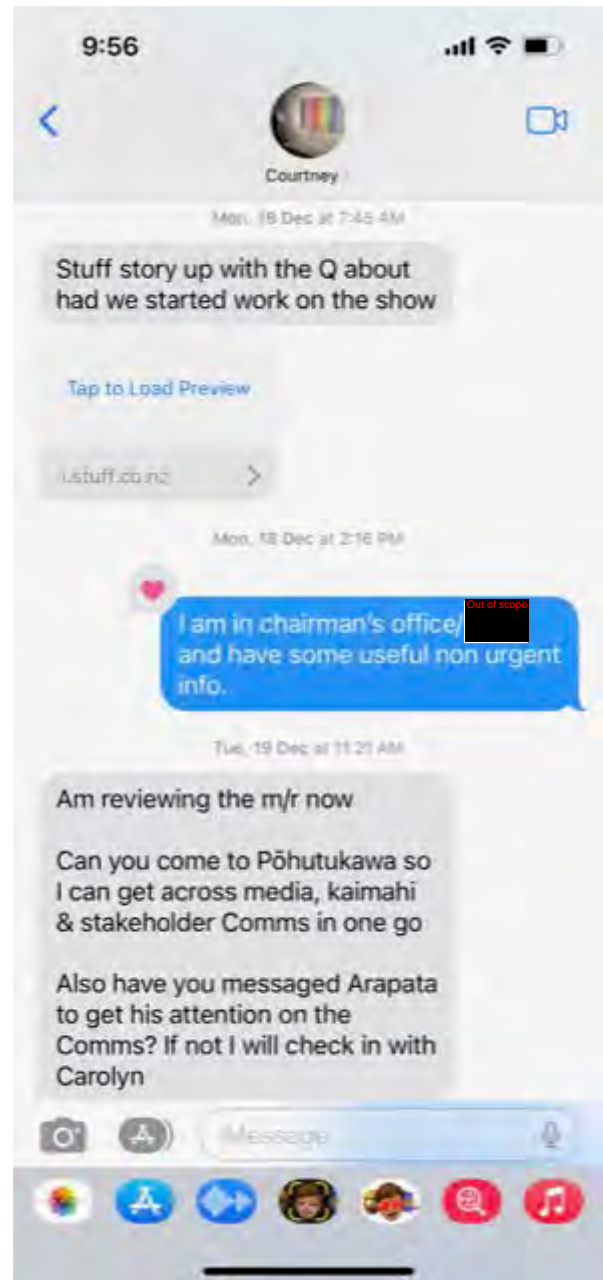 9:56
Courtney
Mon, 18 Dec at 7:45 AM
Stuff story up with the Q about
had we started work on the show
Tap to Load Preview
i.stuff.co.nz
Mon, 18 Dec at 2:16 PM
I am in chairman's office/ Out of scope
and have some useful non urgent
info.
Tue, 19 Dec at 11:21 AM
Am reviewing the m/r now
Can you come to Pōhutukawa so
I can get across media, kaimahi
& stakeholder Comms in one go
Also have you messaged Arapata
to get his attention on the
Comms? If not I will check in with
Carolyn
iMessage